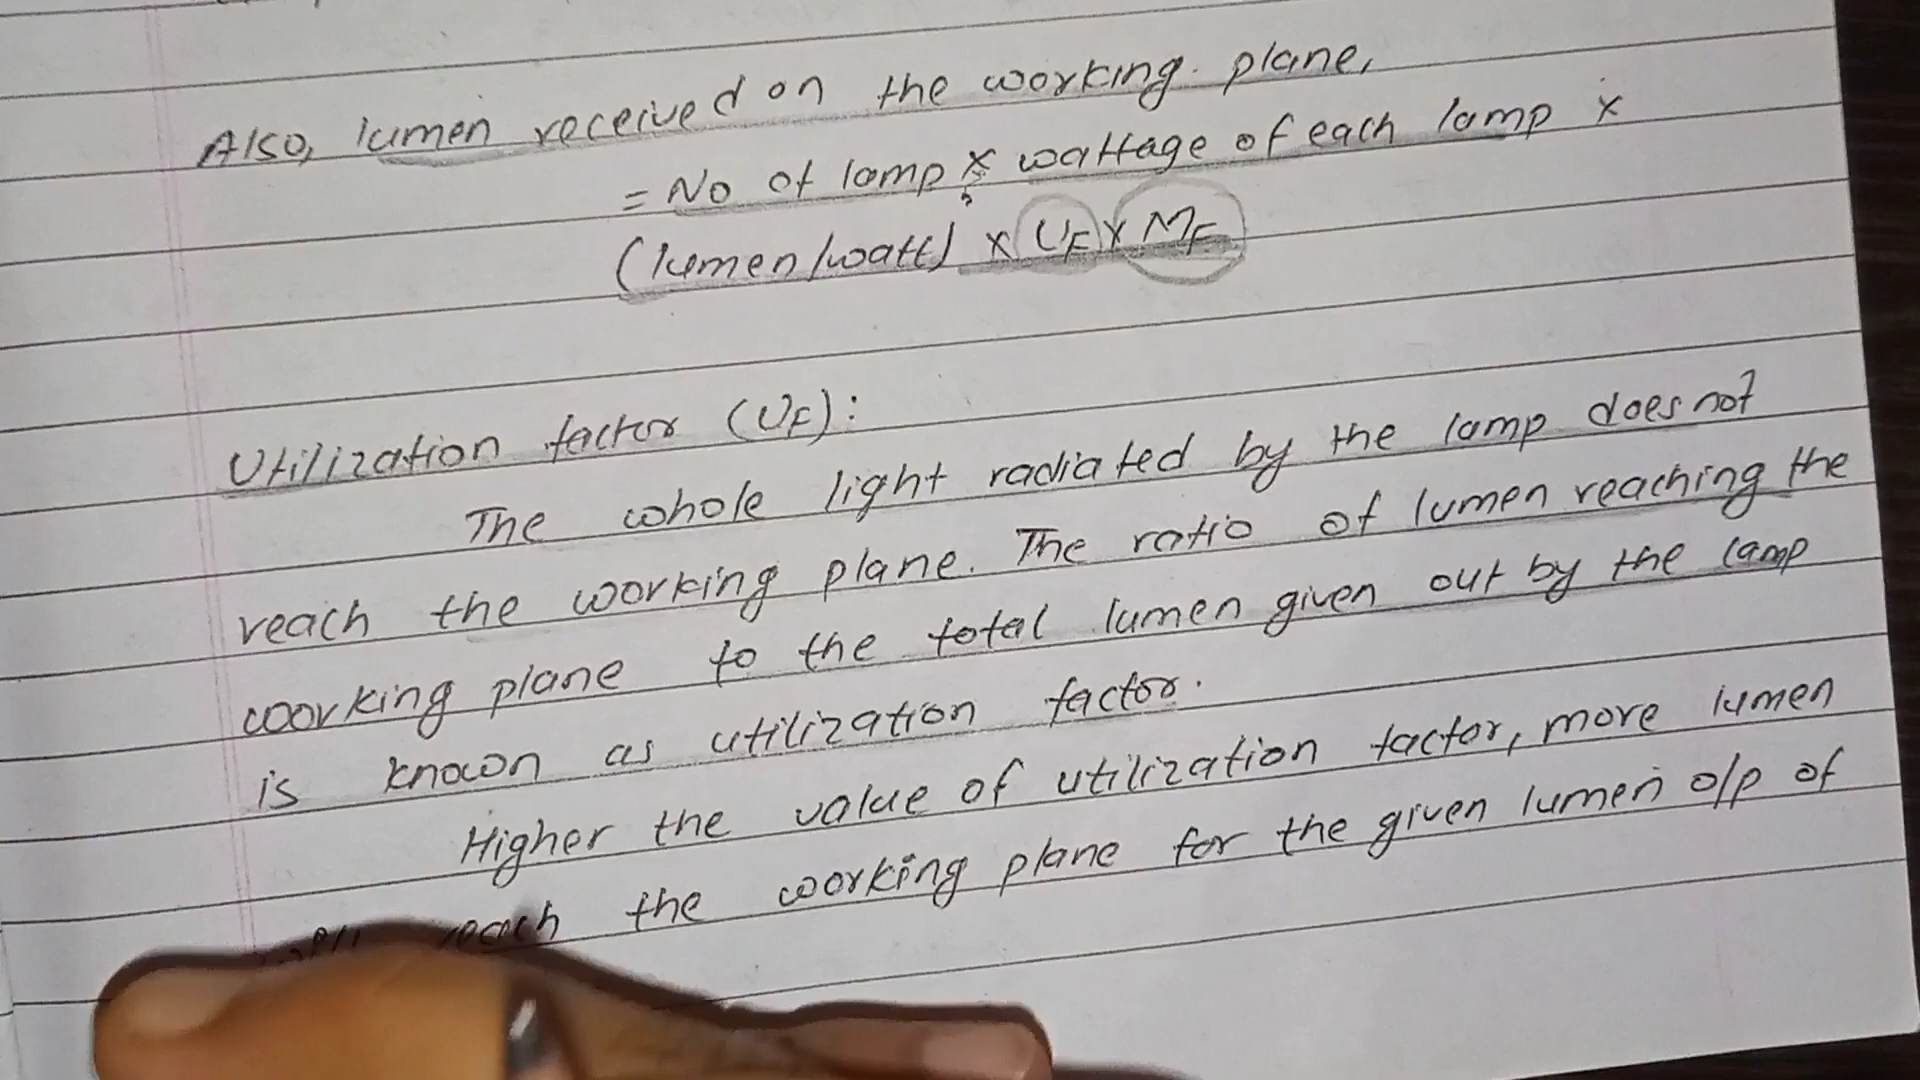 Also, lumen received on the working plane,
= No of lamp x wattage of each lamp x
(lumen/watt) x UF x MF
Utilization factor (UF):
The whole light radiated by the lamp does not
reach the working plane. The ratio of lumen reaching the
working plane to the total lumen given out by the lamp
is known as utilization factor.
Higher the value of utilization factor, more lumen
reach the working plane for the given lumen o/p of